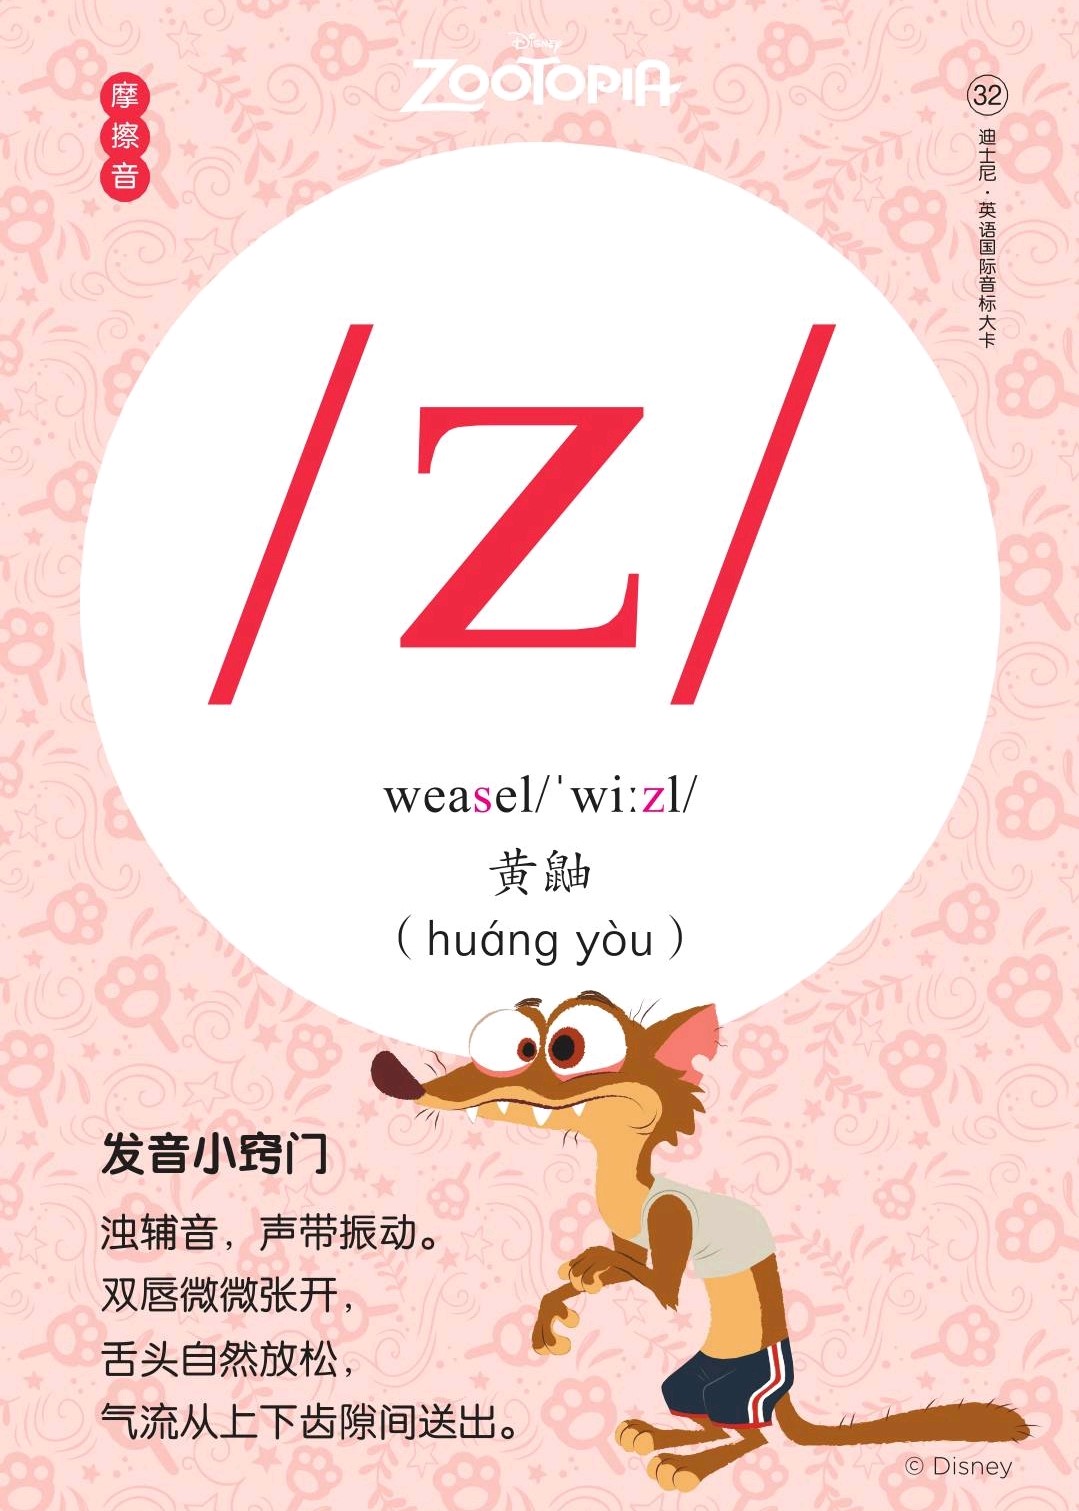 Disney
ZOOTOPIA
摩擦音
32
迪士尼·英语国际音标大卡
/z/
weasel/ˈwiːzl/
黄鼬
（huáng yòu）
发音小窍门
浊辅音，声带振动。
双唇微微张开，
舌头自然放松，
气流从上下齿隙间送出。
© Disney